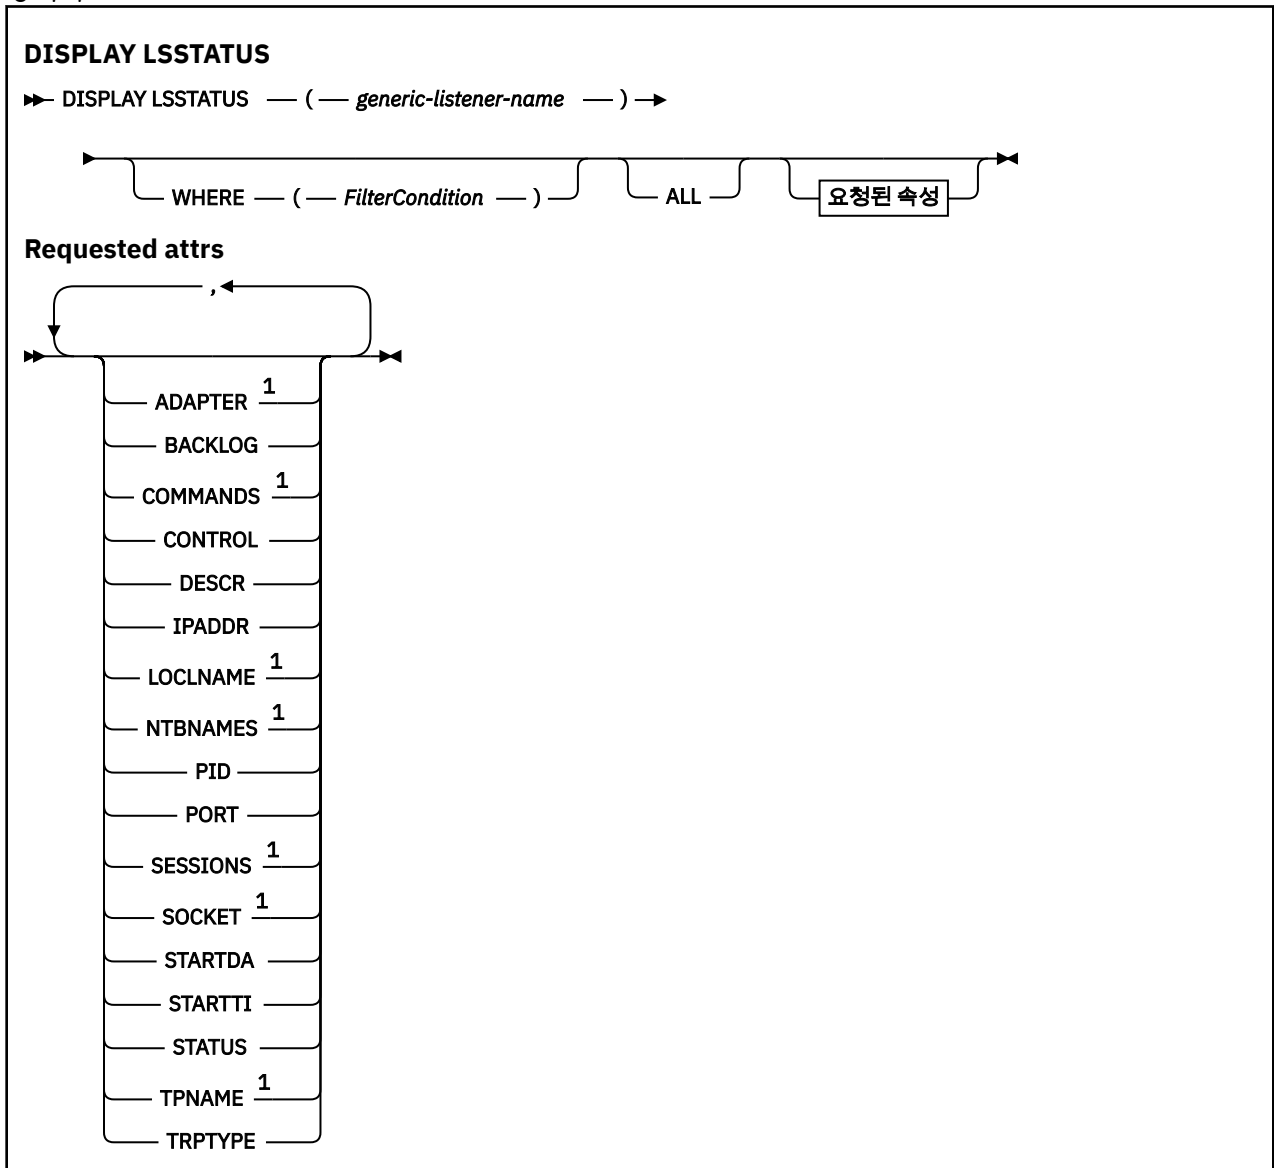 DISPLAY LSSTATUS
DISPLAY LSSTATUS ( generic-listener-name )
WHERE ( FilterCondition ) ALL 요청된 속성
Requested attrs
,
ADAPTER 1
BACKLOG
COMMANDS 1
CONTROL
DESCR
IPADDR
LOCLNAME 1
NTBNAMES 1
PID
PORT
SESSIONS 1
SOCKET 1
STARTDA
STARTTI
STATUS
TPNAME 1
TRPTYPE